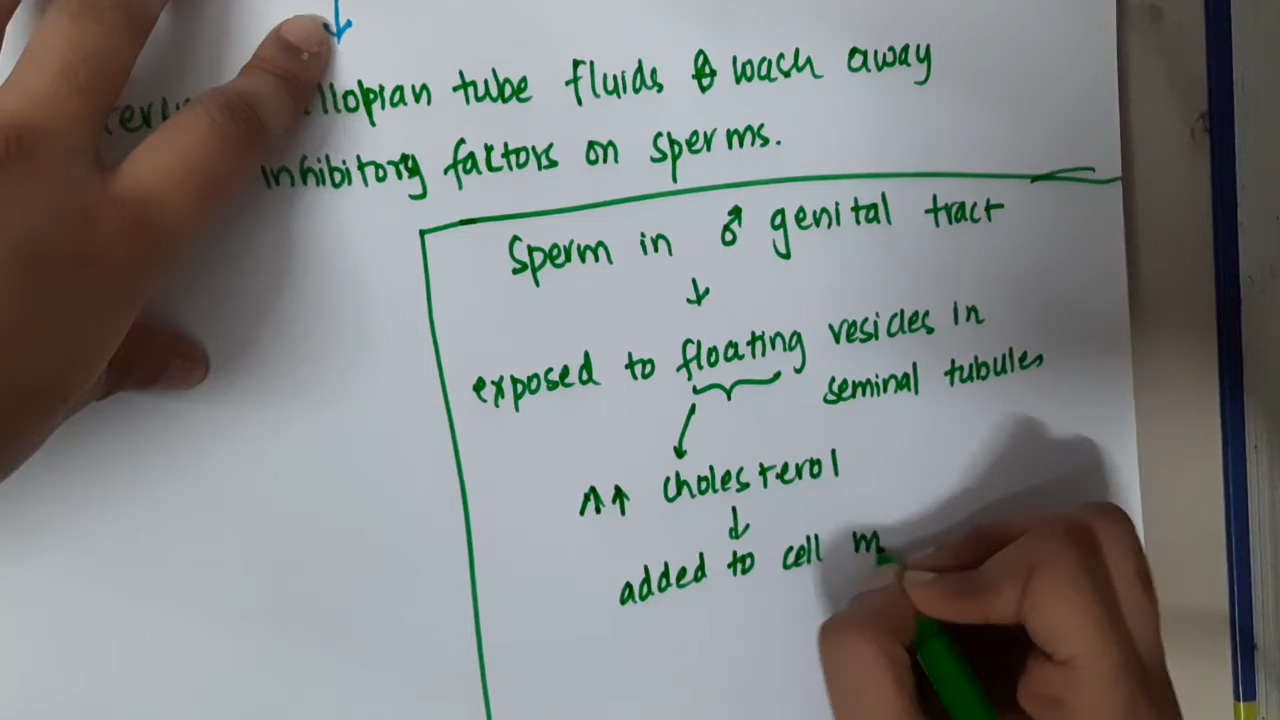 fallopian tube fluids wash away
inhibitory factors on sperms.
Sperm in ♂ genital tract
↓
exposed to floating vesicles in
seminal tubules
↑↑ cholesterol
↓
added to cell m